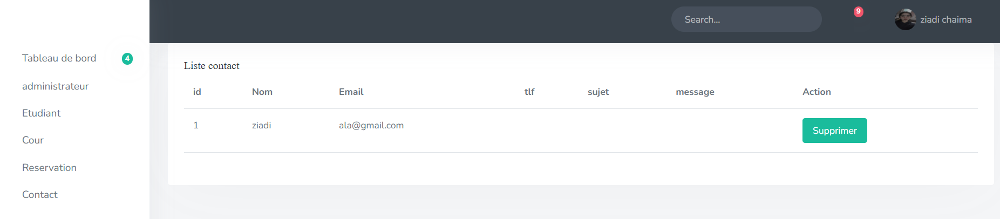 Search... 9 ziadi chaima
Tableau de bord 4
administrateur
Etudiant
Cour
Reservation
Contact
Liste contact
id Nom Email tlf sujet message Action
1 ziadi ala@gmail.com Supprimer